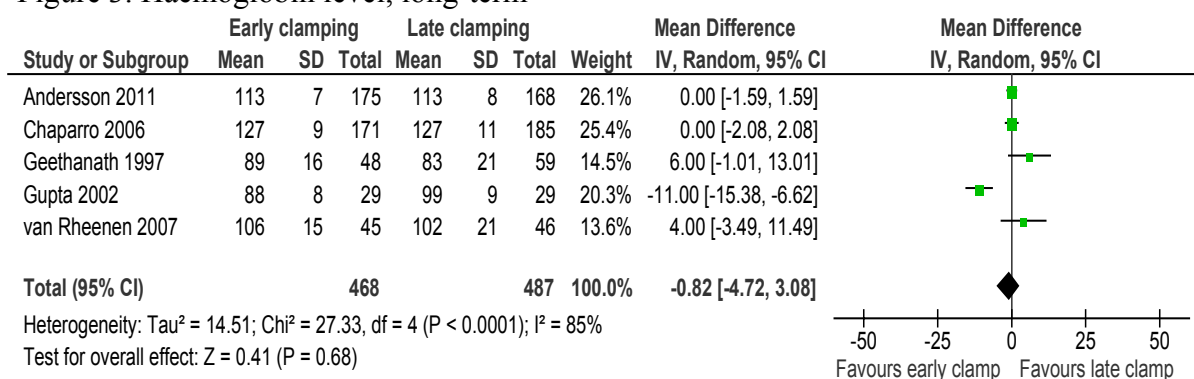 Figure Haemoglobin level, long-term
Early clamping Late clamping Mean Difference Mean Difference
Study or Subgroup Mean SD Total Mean SD Total Weight IV, Random, 95% CI IV, Random, 95% CI
Andersson 2011 113 7 175 113 8 168 26.1% 0.00 [-1.59, 1.59]
Chaparro 2006 127 9 171 127 11 185 25.4% 0.00 [-2.08, 2.08]
Geethanath 1997 89 16 48 83 21 59 14.5% 6.00 [-1.01, 13.01]
Gupta 2002 88 8 29 99 9 29 20.3% -11.00 [-15.38, -6.62]
van Rheenen 2007 106 15 45 102 21 46 13.6% 4.00 [-3.49, 11.49]
Total (95% CI) 468 487 100.0% -0.82 [-4.72, 3.08]
Heterogeneity: Tau² = 14.51; Chi² = 27.33, df = 4 (P < 0.0001); I² = 85%
Test for overall effect: Z = 0.41 (P = 0.68)
-50 -25 0 25 50
Favours early clamp Favours late clamp